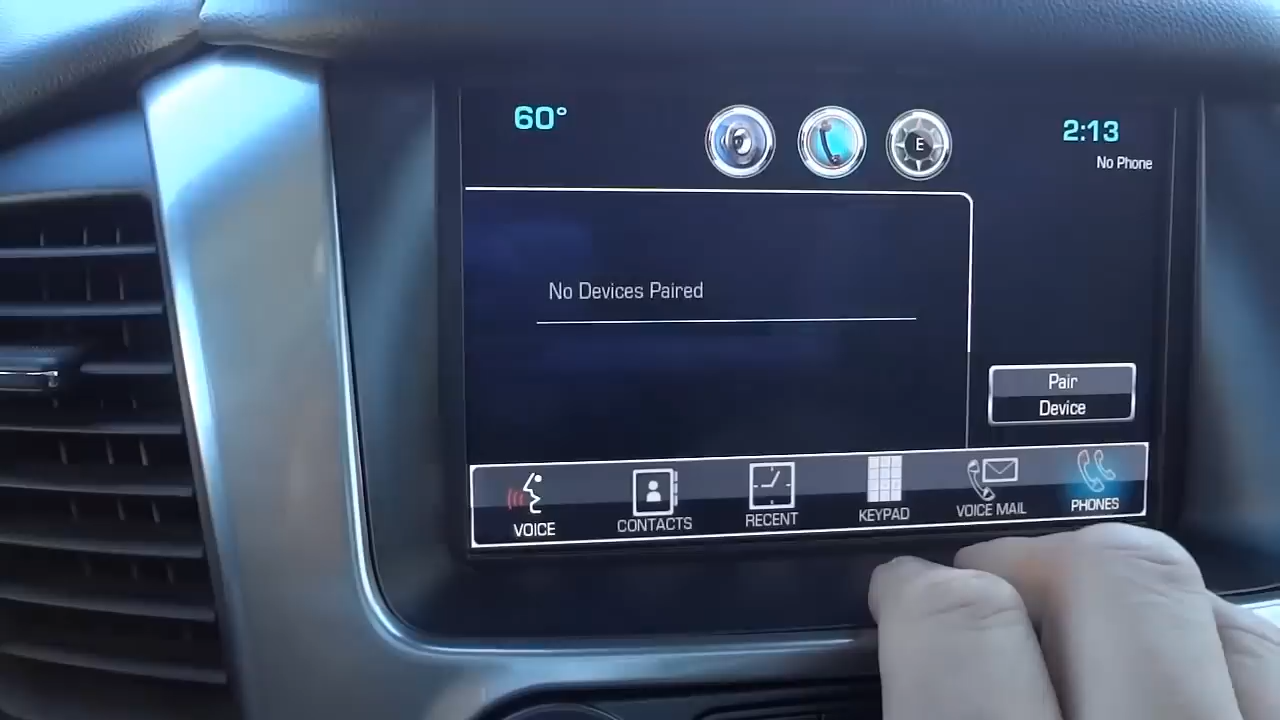 60°
E
2:13
No Phone
No Devices Paired
Pair
Device
VOICE
CONTACTS
RECENT
KEYPAD
VOICE MAIL
PHONES